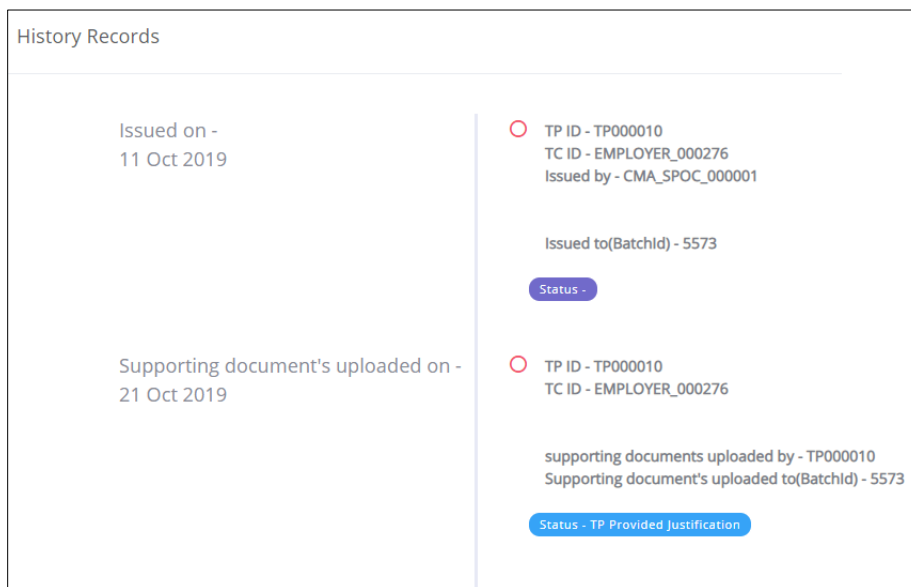 History Records
Issued on -
11 Oct 2019
TP ID - TP000010
TC ID - EMPLOYER_000276
Issued by - CMA_SPOC_000001
Issued to(BatchId) - 5573
Status -
Supporting document's uploaded on -
21 Oct 2019
TP ID - TP000010
TC ID - EMPLOYER_000276
supporting documents uploaded by - TP000010
Supporting document's uploaded to(BatchId) - 5573
Status - TP Provided Justification